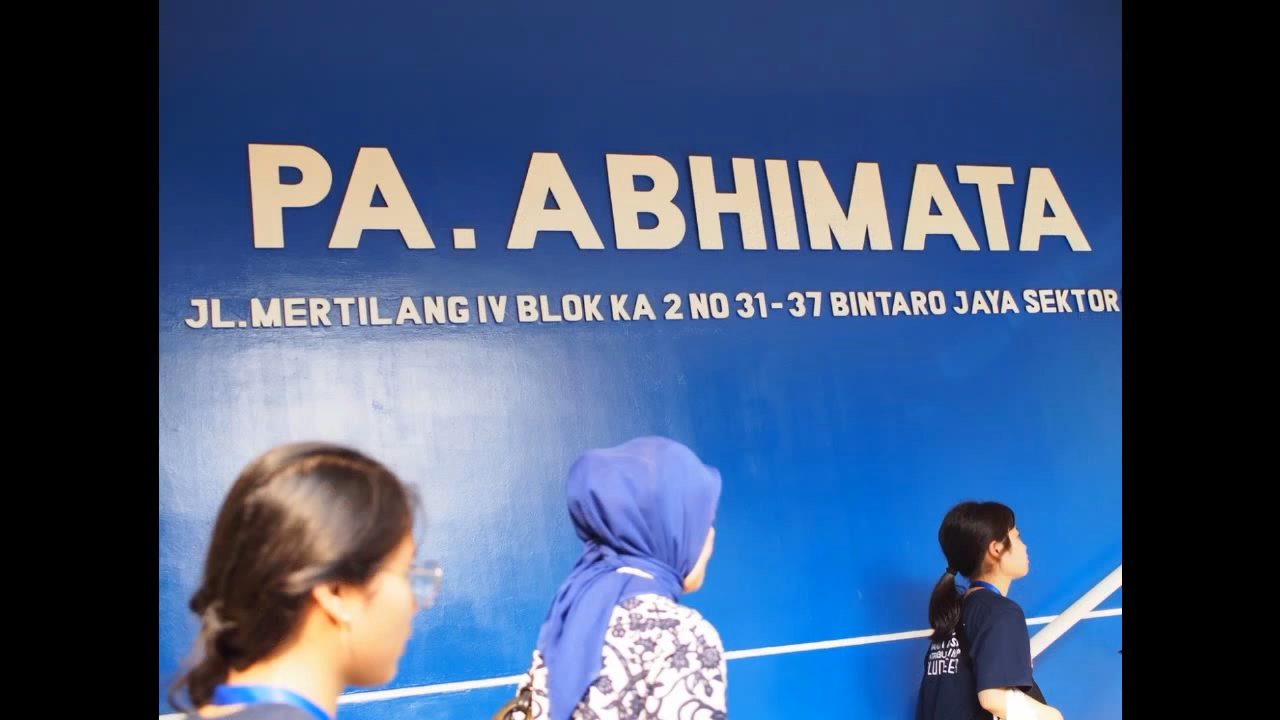 PA. ABHIMATA
JL.MERTILANG IV BLOK KA 2 NO 31-37 BINTARO JAYA SEKTOR